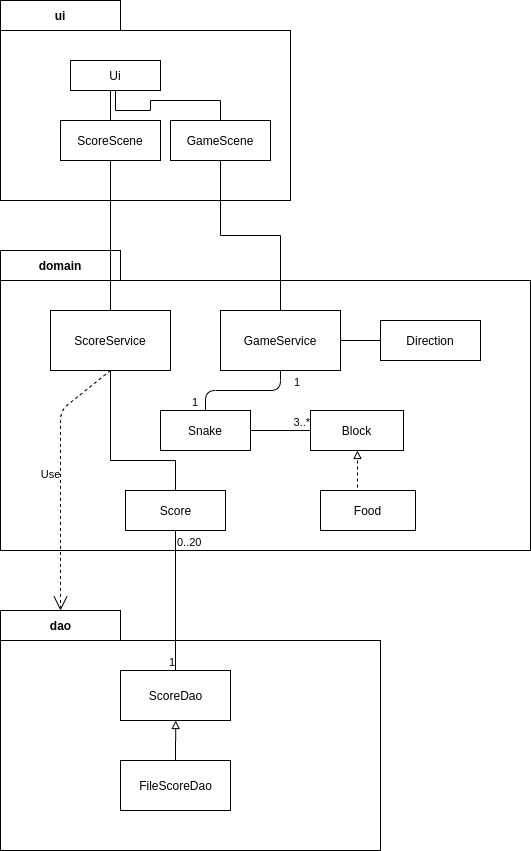 ui
Ui
ScoreScene
GameScene
domain
ScoreService
GameService
Direction
1
1
Snake
3..*
Block
Use
Score
Food
0..20
dao
1
ScoreDao
FileScoreDao